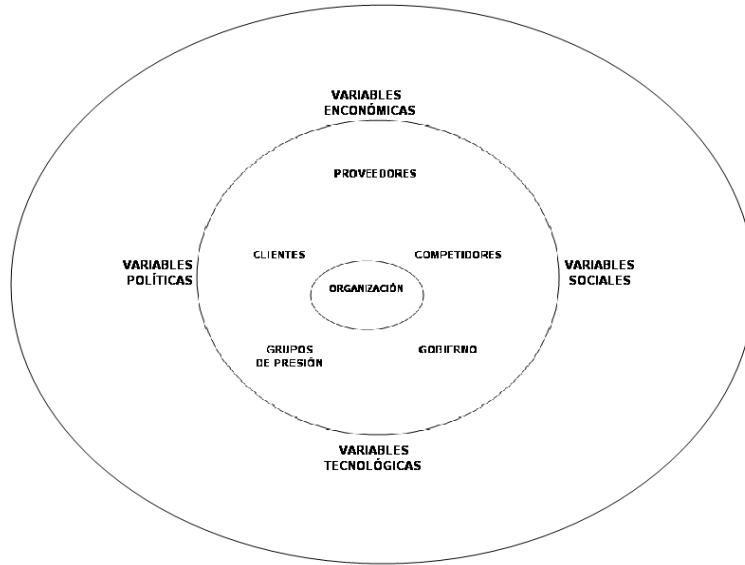 VARIABLES
ENCONÓMICAS
PROVEEDORES
CLIENTES
COMPETIDORES
VARIABLES
POLÍTICAS
VARIABLES
SOCIALES
ORGANIZACIÓN
GRUPOS
DE PRESIÓN
GOBIERNO
VARIABLES
TECNOLÓGICAS